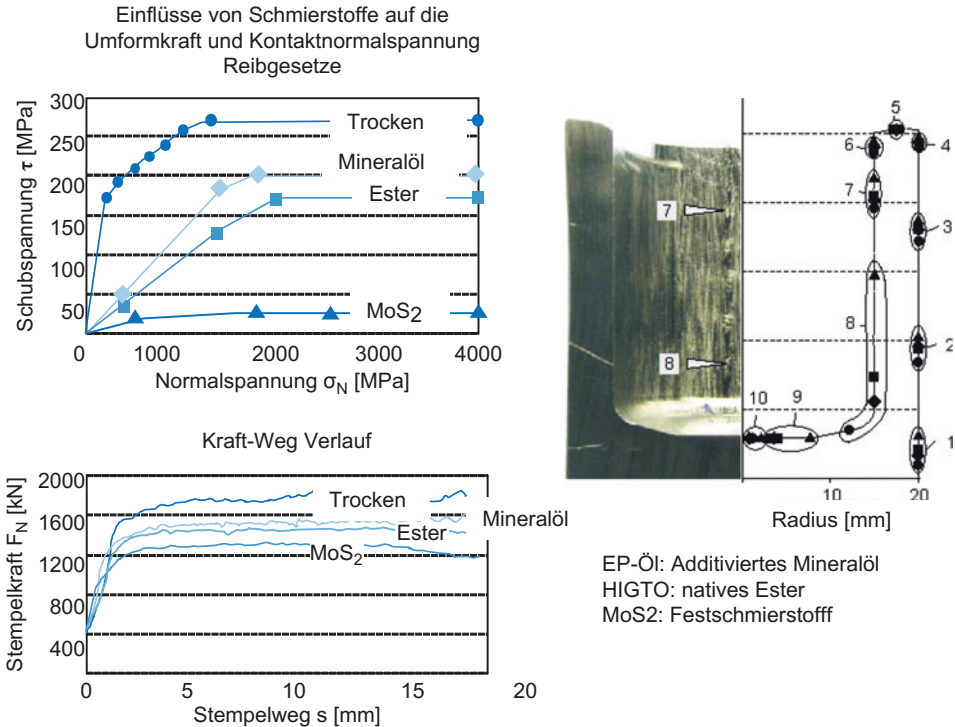 Einflüsse von Schmierstoffe auf die
Umformkraft und Kontaktnormalspannung
Reibgesetze
300
250
200
150
100
50
Schubspannung τ [MPa]
Trocken
Mineralöl
Ester
MoS2
0 1000 2000 3000 4000
Normalspannung σN [MPa]
Kraft-Weg Verlauf
2000
1600
1200
800
400
Stempelkraft FN [kN]
Trocken
Mineralöl
Ester
MoS2
0 5 10 15 20
Stempelweg s [mm]
7
8
5
6
4
7
3
8
2
10 9
1
10 20
Radius [mm]
EP-Öl: Additiviertes Mineralöl
HIGTO: natives Ester
MoS2: Festschmierstofff